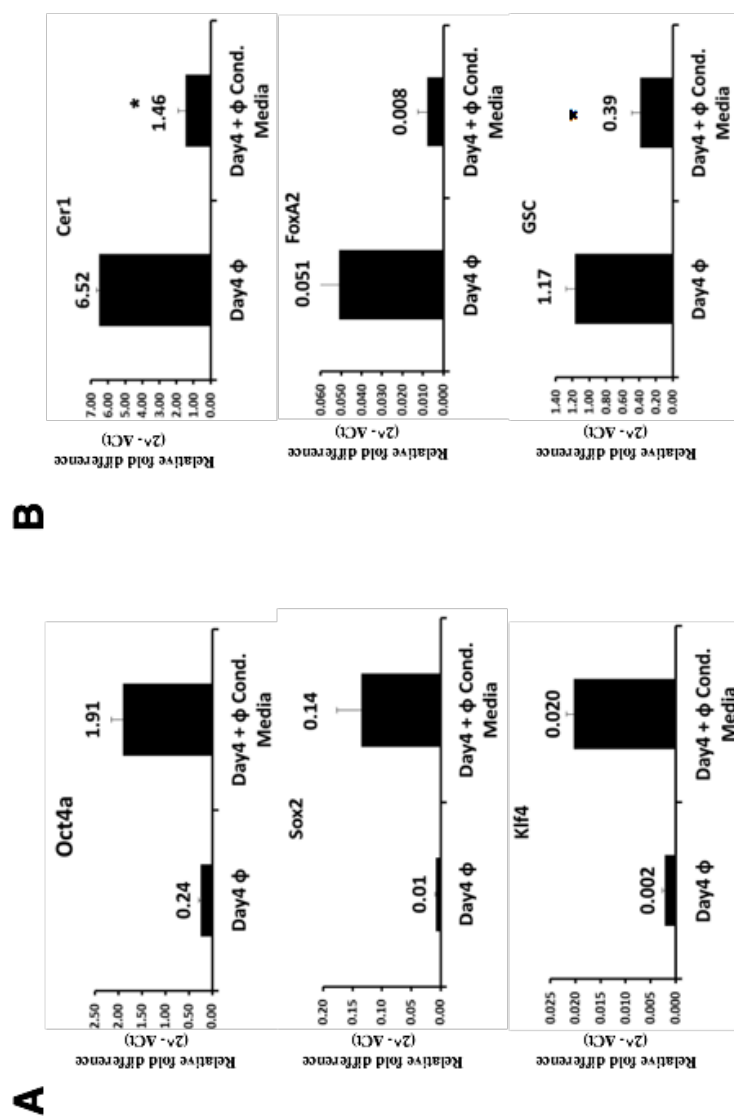 A
Oct4a
Relative fold difference
(2^- ΔCt)
2.50
2.00
1.50
1.00
0.50
0.00
0.24
1.91
Day4 ϕ
Day4 + ϕ Cond.
Media
Sox2
Relative fold difference
(2^- ΔCt)
0.20
0.15
0.10
0.05
0.00
0.01
0.14
Day4 ϕ
Day4 + ϕ Cond.
Media
Klf4
Relative fold difference
(2^- ΔCt)
0.025
0.020
0.015
0.010
0.005
0.000
0.002
0.020
Day4 ϕ
Day4 + ϕ Cond.
Media
B
Cer1
Relative fold difference
(2^- ΔCt)
7.00
6.00
5.00
4.00
3.00
2.00
1.00
0.00
6.52
*
1.46
Day4 ϕ
Day4 + ϕ Cond.
Media
FoxA2
Relative fold difference
(2^- ΔCt)
0.060
0.050
0.040
0.030
0.020
0.010
0.000
0.051
0.008
Day4 ϕ
Day4 + ϕ Cond.
Media
GSC
Relative fold difference
(2^- ΔCt)
1.40
1.20
1.00
0.80
0.60
0.40
0.20
0.00
1.17
*
0.39
Day4 ϕ
Day4 + ϕ Cond.
Media